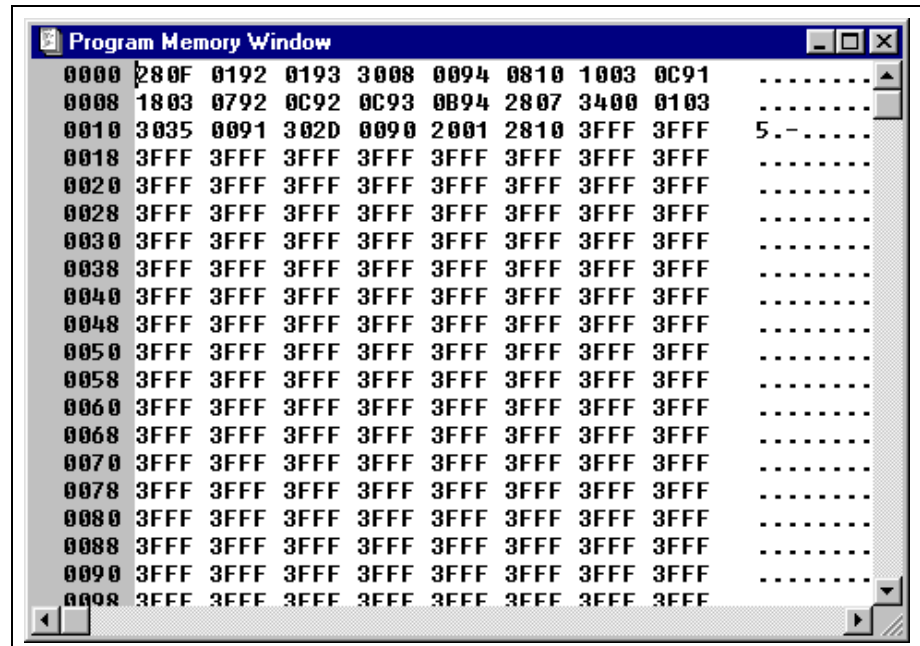 Program Memory Window
0000 280F 0192 0193 3008 0094 0810 1003 0C91 ........
0008 1803 0792 0C92 0C93 0B94 2807 3400 0103 ........
0010 3035 0091 302D 0090 2001 2810 3FFF 3FFF 5.-.....
0018 3FFF 3FFF 3FFF 3FFF 3FFF 3FFF 3FFF 3FFF ........
0020 3FFF 3FFF 3FFF 3FFF 3FFF 3FFF 3FFF 3FFF ........
0028 3FFF 3FFF 3FFF 3FFF 3FFF 3FFF 3FFF 3FFF ........
0030 3FFF 3FFF 3FFF 3FFF 3FFF 3FFF 3FFF 3FFF ........
0038 3FFF 3FFF 3FFF 3FFF 3FFF 3FFF 3FFF 3FFF ........
0040 3FFF 3FFF 3FFF 3FFF 3FFF 3FFF 3FFF 3FFF ........
0048 3FFF 3FFF 3FFF 3FFF 3FFF 3FFF 3FFF 3FFF ........
0050 3FFF 3FFF 3FFF 3FFF 3FFF 3FFF 3FFF 3FFF ........
0058 3FFF 3FFF 3FFF 3FFF 3FFF 3FFF 3FFF 3FFF ........
0060 3FFF 3FFF 3FFF 3FFF 3FFF 3FFF 3FFF 3FFF ........
0068 3FFF 3FFF 3FFF 3FFF 3FFF 3FFF 3FFF 3FFF ........
0070 3FFF 3FFF 3FFF 3FFF 3FFF 3FFF 3FFF 3FFF ........
0078 3FFF 3FFF 3FFF 3FFF 3FFF 3FFF 3FFF 3FFF ........
0080 3FFF 3FFF 3FFF 3FFF 3FFF 3FFF 3FFF 3FFF ........
0088 3FFF 3FFF 3FFF 3FFF 3FFF 3FFF 3FFF 3FFF ........
0090 3FFF 3FFF 3FFF 3FFF 3FFF 3FFF 3FFF 3FFF ........
0098 3FFF 3FFF 3FFF 3FFF 3FFF 3FFF 3FFF 3FFF